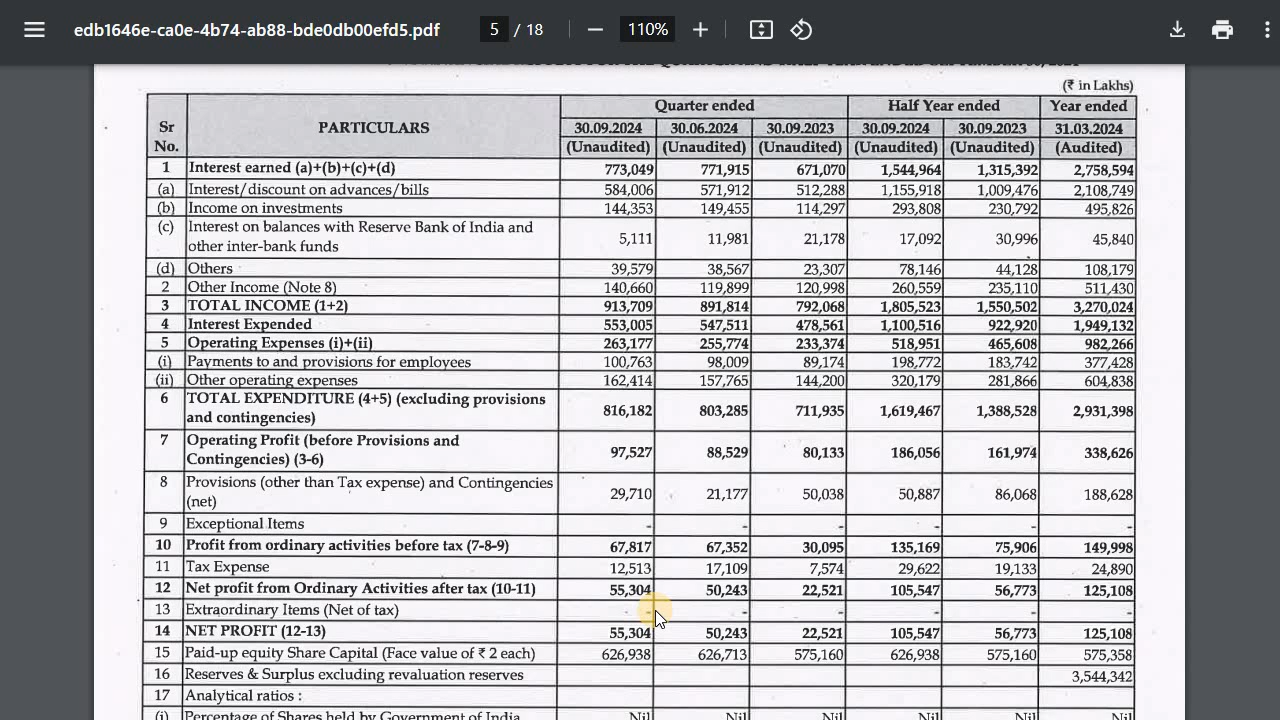 edb1646e-ca0e-4b74-ab88-bde0db00efd5.pdf 5 / 18 110%
(₹ in Lakhs)
Sr No. PARTICULARS Quarter ended Half Year ended Year ended
30.09.2024 30.06.2024 30.09.2023 30.09.2024 30.09.2023 31.03.2024
(Unaudited) (Unaudited) (Unaudited) (Unaudited) (Unaudited) (Audited)
1 Interest earned (a)+(b)+(c)+(d) 773,049 771,915 671,070 1,544,964 1,315,392 2,758,594
(a) Interest/discount on advances/bills 584,006 571,912 512,288 1,155,918 1,009,476 2,108,749
(b) Income on investments 144,353 149,455 114,297 293,808 230,792 495,826
(c) Interest on balances with Reserve Bank of India and
other inter-bank funds 5,111 11,981 21,178 17,092 30,996 45,840
(d) Others 39,579 38,567 23,307 78,146 44,128 108,179
2 Other Income (Note 8) 140,660 119,899 120,998 260,559 235,110 511,430
3 TOTAL INCOME (1+2) 913,709 891,814 792,068 1,805,523 1,550,502 3,270,024
4 Interest Expended 553,005 547,511 478,561 1,100,516 922,920 1,949,132
5 Operating Expenses (i)+(ii) 263,177 255,774 233,374 518,951 465,608 982,266
(i) Payments to and provisions for employees 100,763 98,009 89,174 198,772 183,742 377,428
(ii) Other operating expenses 162,414 157,765 144,200 320,179 281,866 604,838
6 TOTAL EXPENDITURE (4+5) (excluding provisions
and contingencies) 816,182 803,285 711,935 1,619,467 1,388,528 2,931,398
7 Operating Profit (before Provisions and
Contingencies) (3-6) 97,527 88,529 80,133 186,056 161,974 338,626
8 Provisions (other than Tax expense) and Contingencies
(net) 29,710 21,177 50,038 50,887 86,068 188,628
9 Exceptional Items - - - - - -
10 Profit from ordinary activities before tax (7-8-9) 67,817 67,352 30,095 135,169 75,906 149,998
11 Tax Expense 12,513 17,109 7,574 29,622 19,133 24,890
12 Net profit from Ordinary Activities after tax (10-11) 55,304 50,243 22,521 105,547 56,773 125,108
13 Extraordinary Items (Net of tax) - - - - - -
14 NET PROFIT (12-13) 55,304 50,243 22,521 105,547 56,773 125,108
15 Paid-up equity Share Capital (Face value of ₹ 2 each) 626,938 626,713 575,160 626,938 575,160 575,358
16 Reserves & Surplus excluding revaluation reserves 3,544,342
17 Analytical ratios :
(i) Percentage of Shares held by Government of India Nil Nil Nil Nil Nil Nil